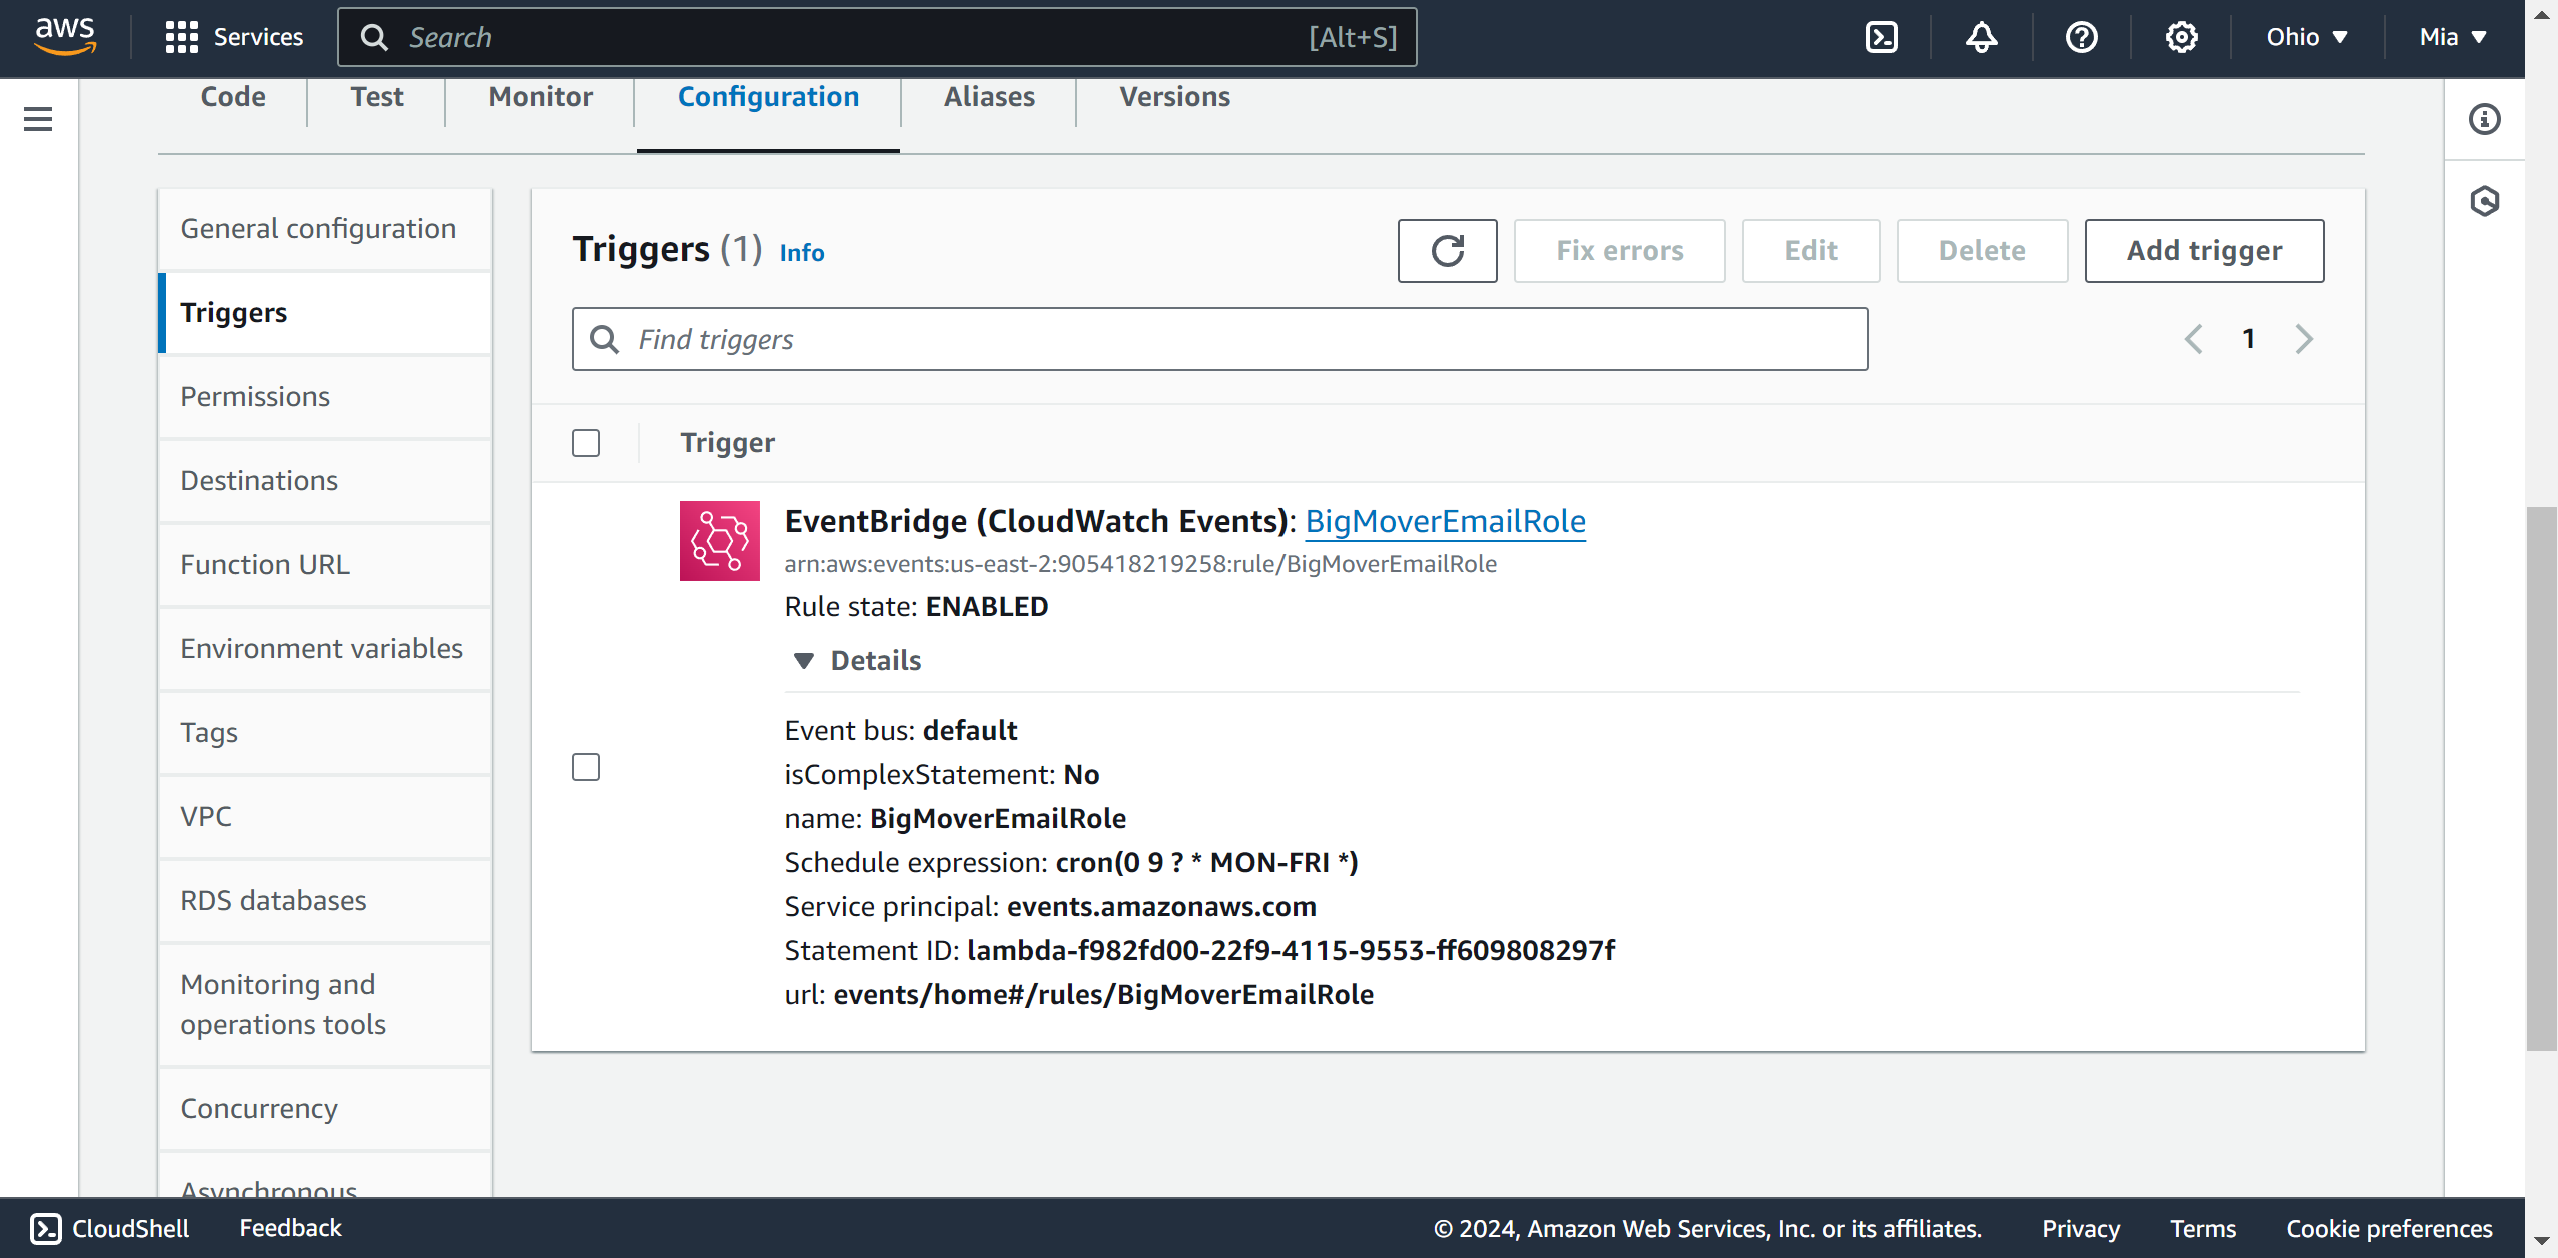 aws
Services
Search
[Alt+S]
Ohio
Mia
Code
Test
Monitor
Configuration
Aliases
Versions
General configuration
Triggers
Permissions
Destinations
Function URL
Environment variables
Tags
VPC
RDS databases
Monitoring and
operations tools
Concurrency
Asynchronous
Triggers (1) Info
Fix errors
Edit
Delete
Add trigger
Find triggers
1
Trigger
EventBridge (CloudWatch Events): BigMoverEmailRole
arn:aws:events:us-east-2:905418219258:rule/BigMoverEmailRole
Rule state: ENABLED
Details
Event bus: default
isComplexStatement: No
name: BigMoverEmailRole
Schedule expression: cron(0 9 ? * MON-FRI *)
Service principal: events.amazonaws.com
Statement ID: lambda-f982fd00-22f9-4115-9553-ff609808297f
url: events/home#/rules/BigMoverEmailRole
CloudShell
Feedback
© 2024, Amazon Web Services, Inc. or its affiliates.
Privacy
Terms
Cookie preferences